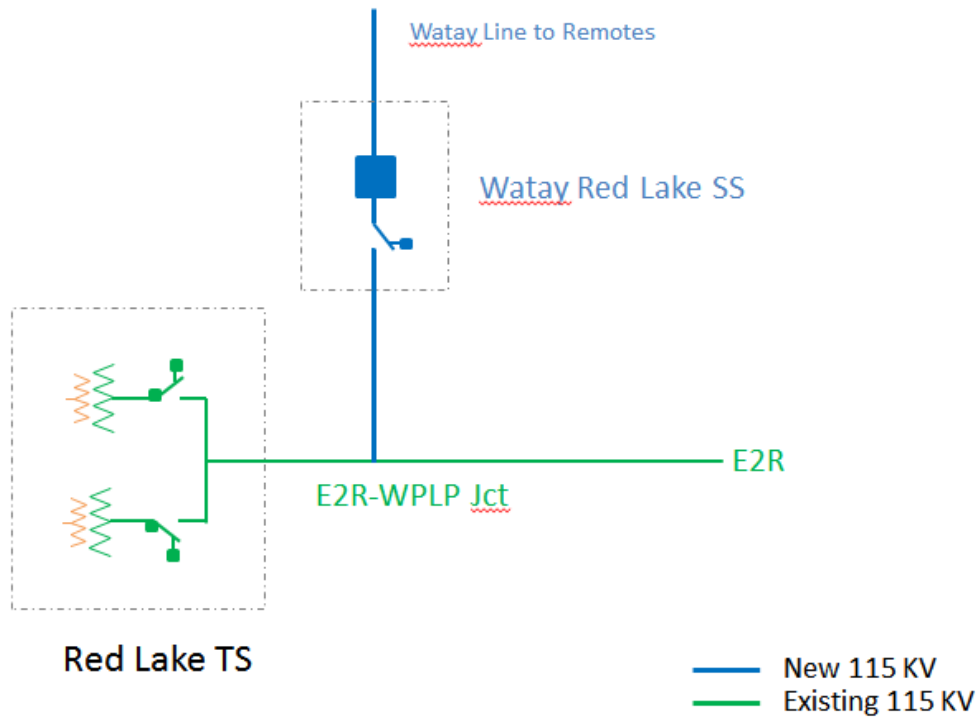 Watay Line to Remotes
Watay Red Lake SS
E2R
E2R-WPLP Jct
Red Lake TS
New 115 KV
Existing 115 KV